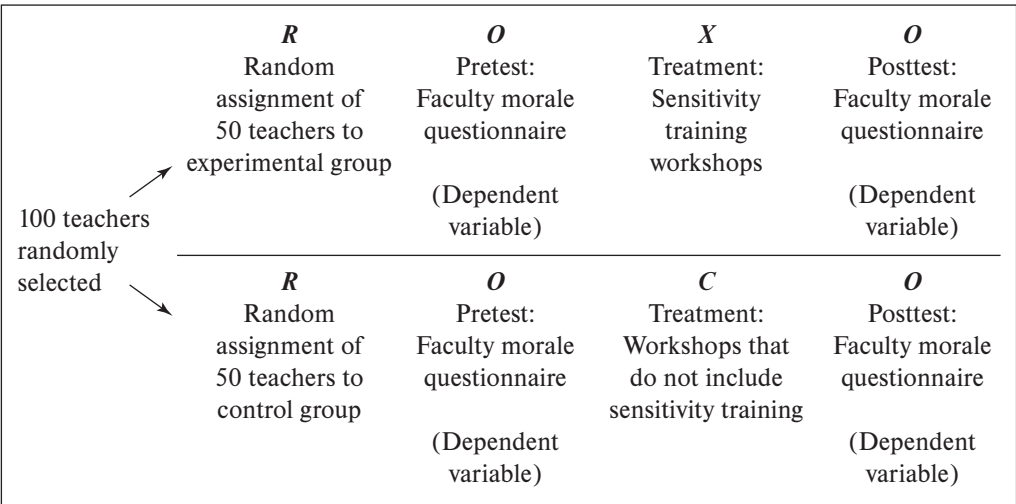 R
Random
assignment of
50 teachers to
experimental group
O
Pretest:
Faculty morale
questionnaire
(Dependent
variable)
X
Treatment:
Sensitivity
training
workshops
O
Posttest:
Faculty morale
questionnaire
(Dependent
variable)
100 teachers
randomly
selected
R
Random
assignment of
50 teachers to
control group
O
Pretest:
Faculty morale
questionnaire
(Dependent
variable)
C
Treatment:
Workshops that
do not include
sensitivity training
O
Posttest:
Faculty morale
questionnaire
(Dependent
variable)